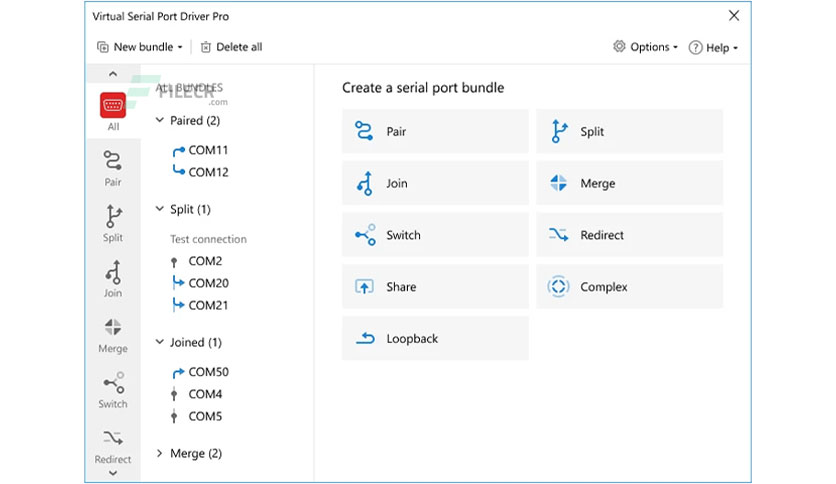 Virtual Serial Port Driver Pro
New bundle
Delete all
Options
Help
All
Pair
Split
Join
Merge
Switch
Redirect
ALL BUNDLES
FILECR
.com
Paired (2)
COM11
COM12
Split (1)
Test connection
COM2
COM20
COM21
Joined (1)
COM50
COM4
COM5
Merge (2)
Create a serial port bundle
Pair
Split
Join
Merge
Switch
Redirect
Share
Complex
Loopback